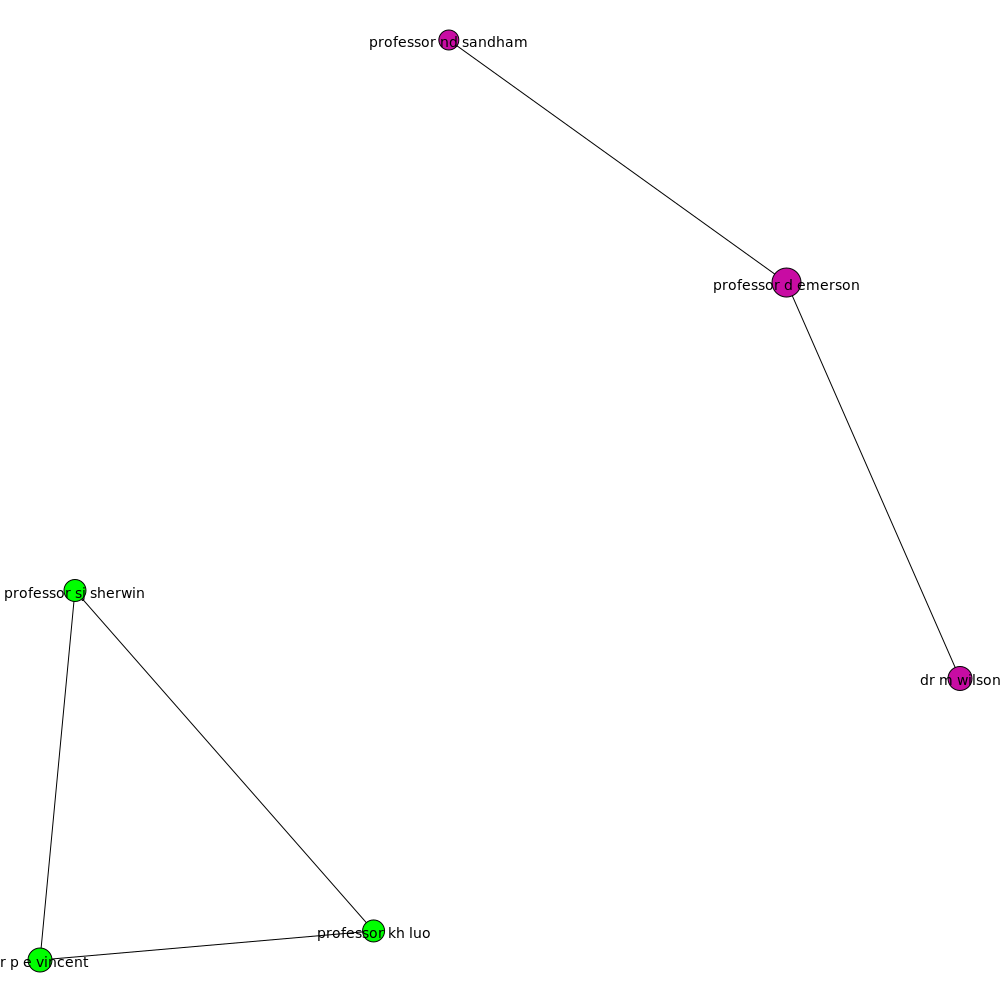 professor nd sandham
professor d emerson
professor sj sherwin
dr m wilson
professor kh luo
r p e vincent